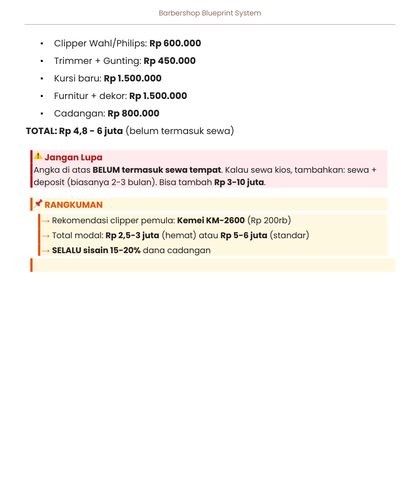 Barbershop Blueprint System
• Clipper Wahl/Philips: Rp 600.000
• Trimmer + Gunting: Rp 450.000
• Kursi baru: Rp 1.500.000
• Furnitur + dekor: Rp 1.500.000
• Cadangan: Rp 800.000
TOTAL: Rp 4,8 - 6 juta (belum termasuk sewa)
⚠️ Jangan Lupa
Angka di atas BELUM termasuk sewa tempat. Kalau sewa kios, tambahkan: sewa +
deposit (biasanya 2-3 bulan). Bisa tambah Rp 3-10 juta.
📌 RANGKUMAN
→ Rekomendasi clipper pemula: Kemei KM-2600 (Rp 200rb)
→ Total modal: Rp 2,5-3 juta (hemat) atau Rp 5-6 juta (standar)
→ SELALU sisain 15-20% dana cadangan